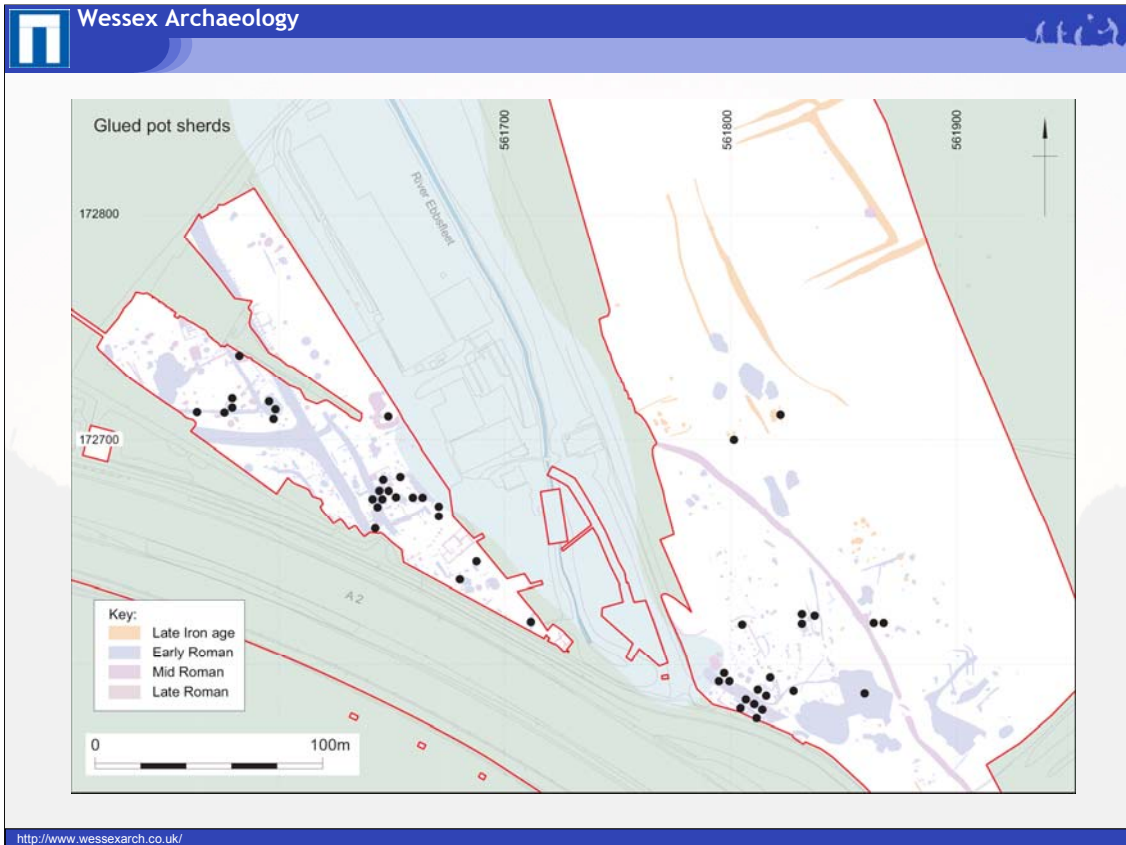 Wessex Archaeology
Glued pot sherds
561700
561800
561900
172800
River Ebbsfleet
172700
A 2
Key:
Late Iron age
Early Roman
Mid Roman
Late Roman
0
100m
http://www.wessexarch.co.uk/